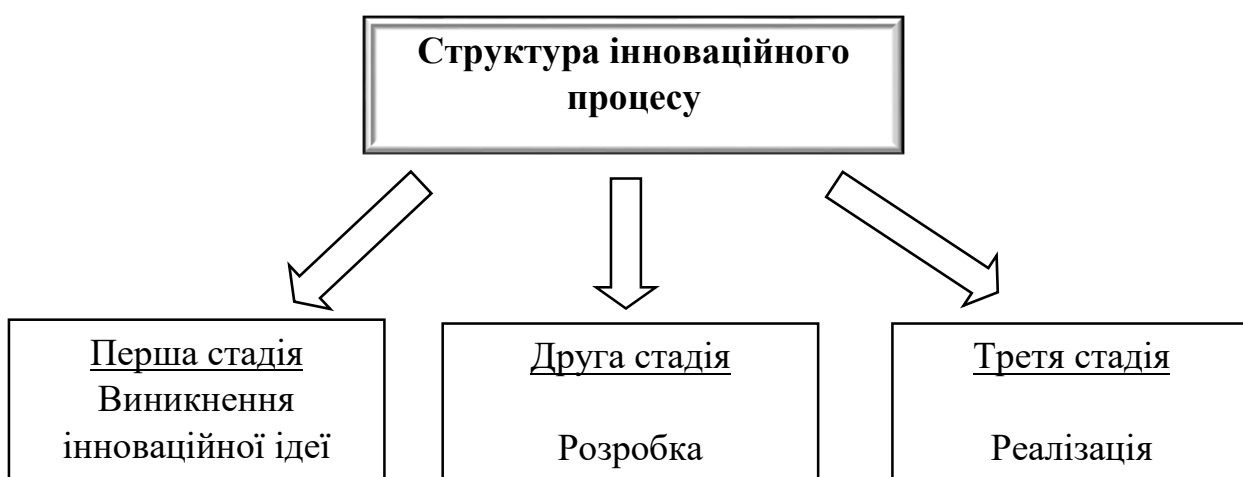 Структура інноваційного
процесу
Перша стадія
Виникнення
інноваційної ідеї
Друга стадія
Розробка
Третя стадія
Реалізація